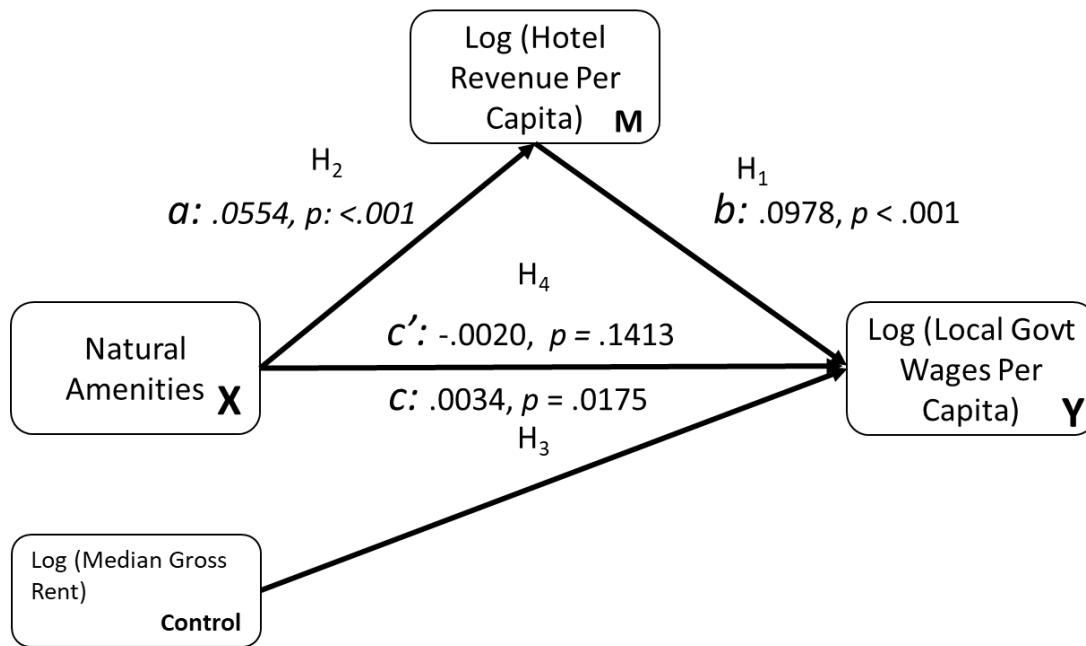 Log (Hotel
Revenue Per
Capita) M
H₂
a: .0554, p: <.001
H₁
b: .0978, p < .001
H₄
c': -.0020, p = .1413
Natural
Amenities X
Log (Local Govt
Wages Per
Capita) Y
c: .0034, p = .0175
H₃
Log (Median Gross
Rent)
Control